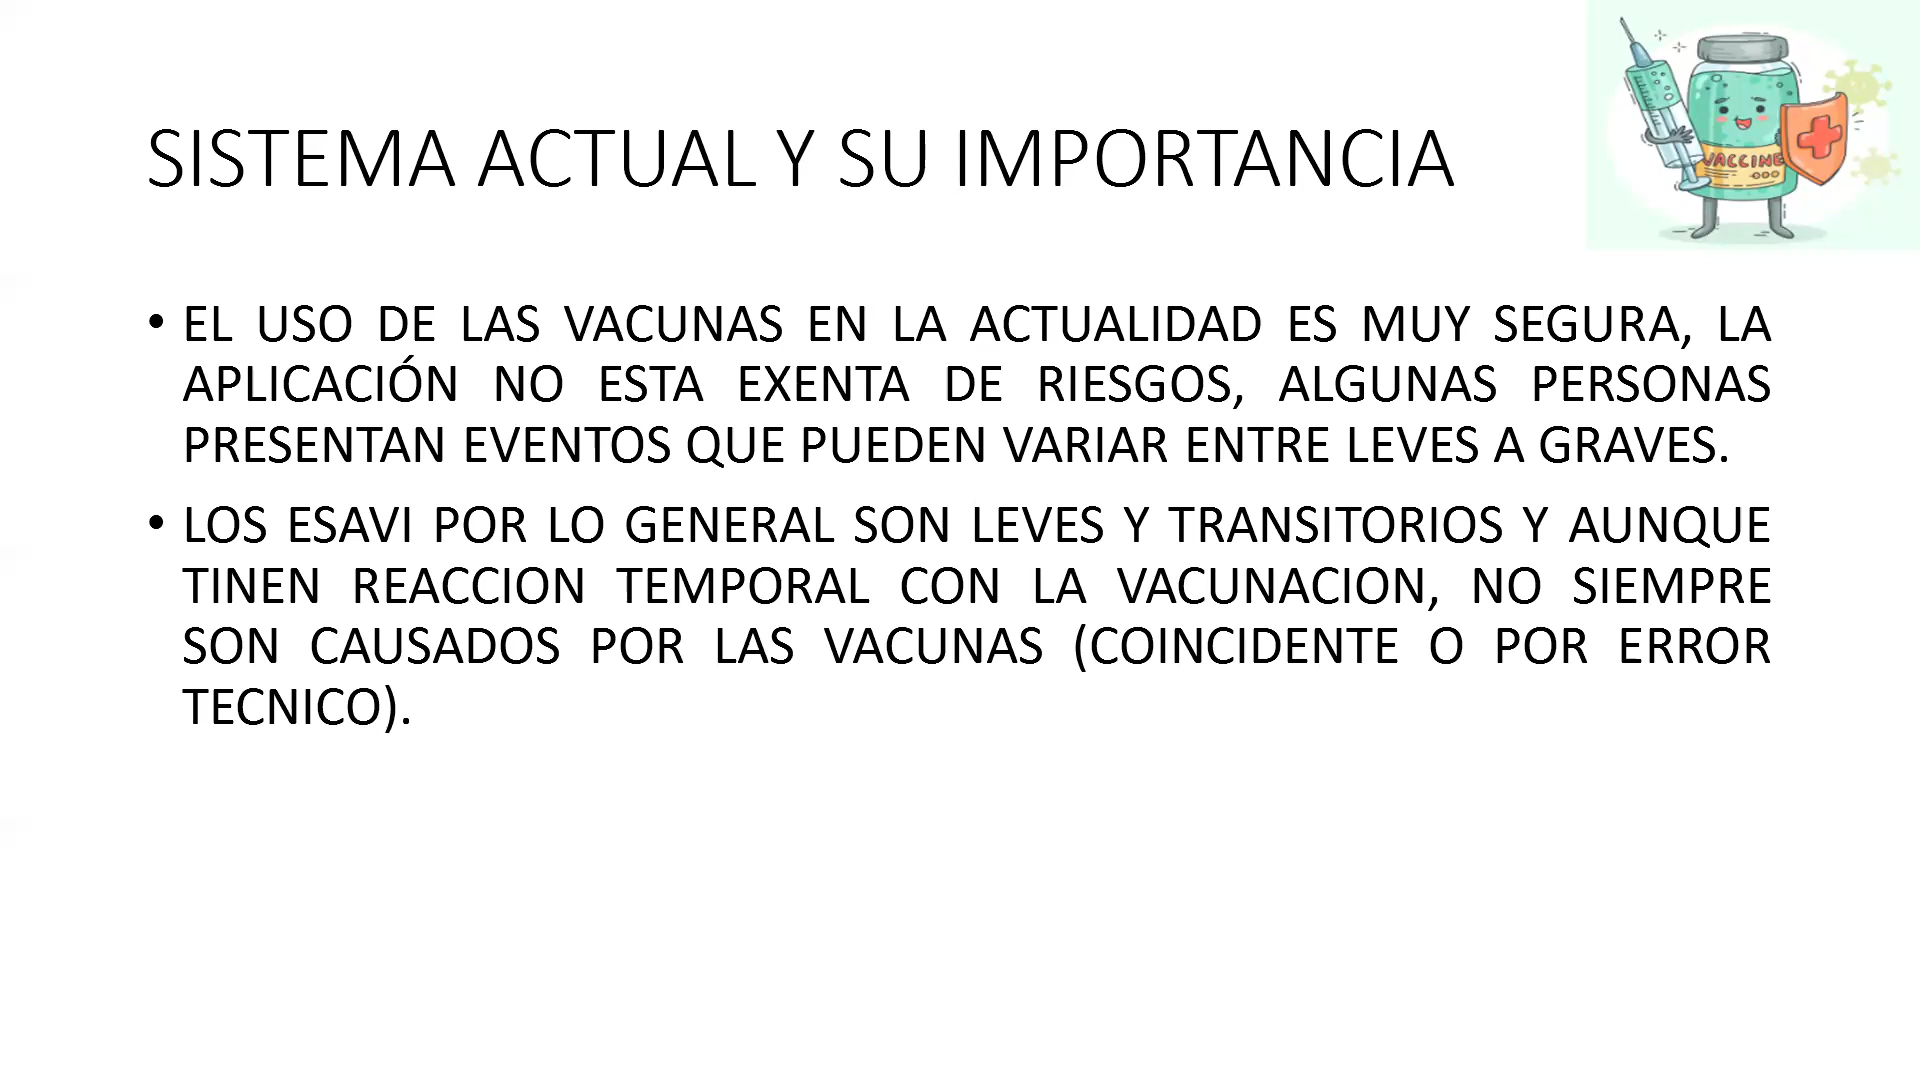 SISTEMA ACTUAL Y SU IMPORTANCIA
VACCINE
• EL USO DE LAS VACUNAS EN LA ACTUALIDAD ES MUY SEGURA, LA
APLICACIÓN NO ESTA EXENTA DE RIESGOS, ALGUNAS PERSONAS
PRESENTAN EVENTOS QUE PUEDEN VARIAR ENTRE LEVES A GRAVES.
• LOS ESAVI POR LO GENERAL SON LEVES Y TRANSITORIOS Y AUNQUE
TINEN REACCION TEMPORAL CON LA VACUNACION, NO SIEMPRE
SON CAUSADOS POR LAS VACUNAS (COINCIDENTE O POR ERROR
TECNICO).